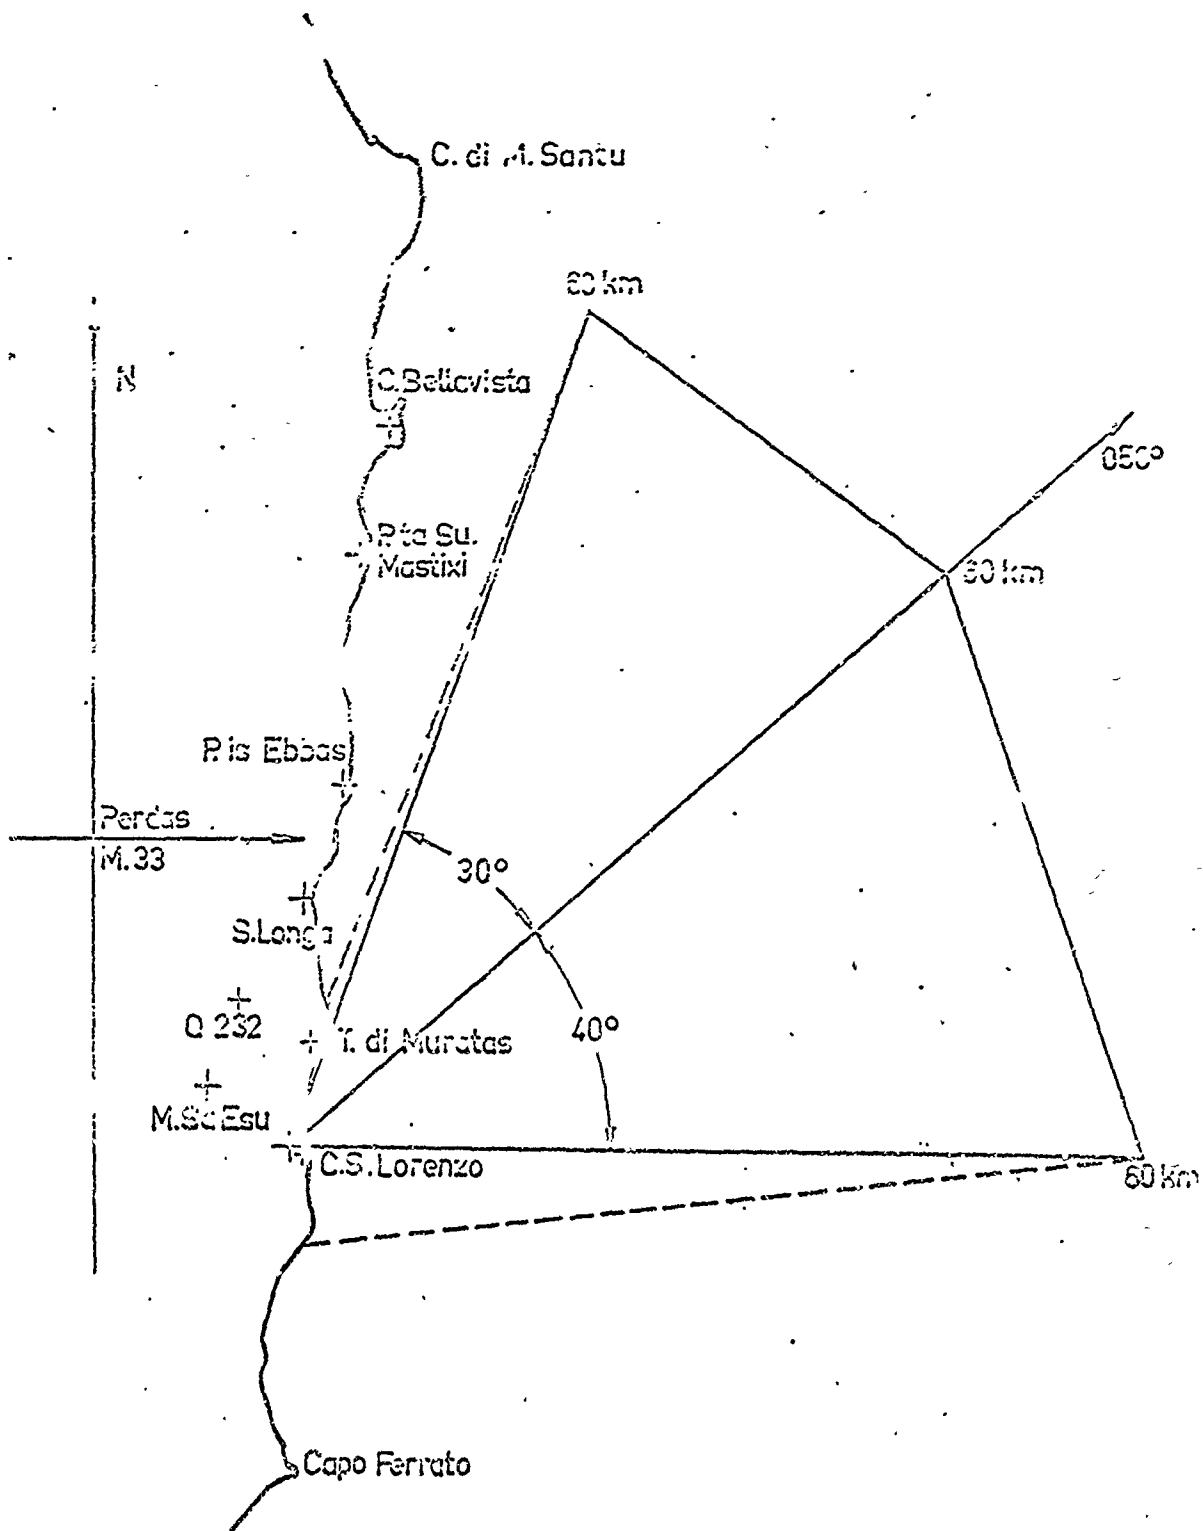 C. di M. Santu
60 km
N
C. Bellavista
050°
P. ta Su.
Mastixi
60 km
P. is Ebbas
Perdas
M. 33
30°
S. Longa
Q 232
T. di Muratas
40°
M. Sa Esu
C. S. Lorenzo
60 km
Capo Ferrato